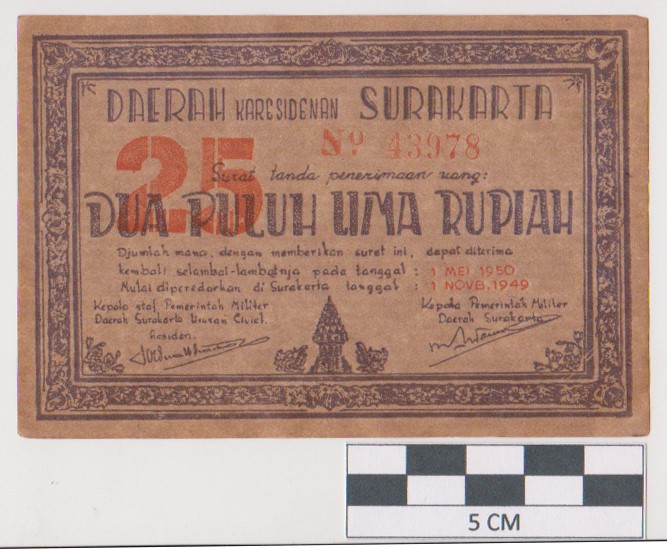 DAERAH KARESIDENAN SURAKARTA
25
Nº 43978
Surat tanda penerimaan uang:
DUA PULUH LIMA RUPIAH
Djumlah mana, dengan memberikan suret ini, dapat diterima
kembali selambat-lambatnja pada tanggal : 1 MEI 1950
Mulai diperedarkan di Surakarta tanggal : 1 NOVB. 1949
Kepala staf Pemerintah Militer
Daerah Surakarta Urusan Civiel.
Residen.
Kepala Pemerintah Militer
Daerah Surakarta
5 CM